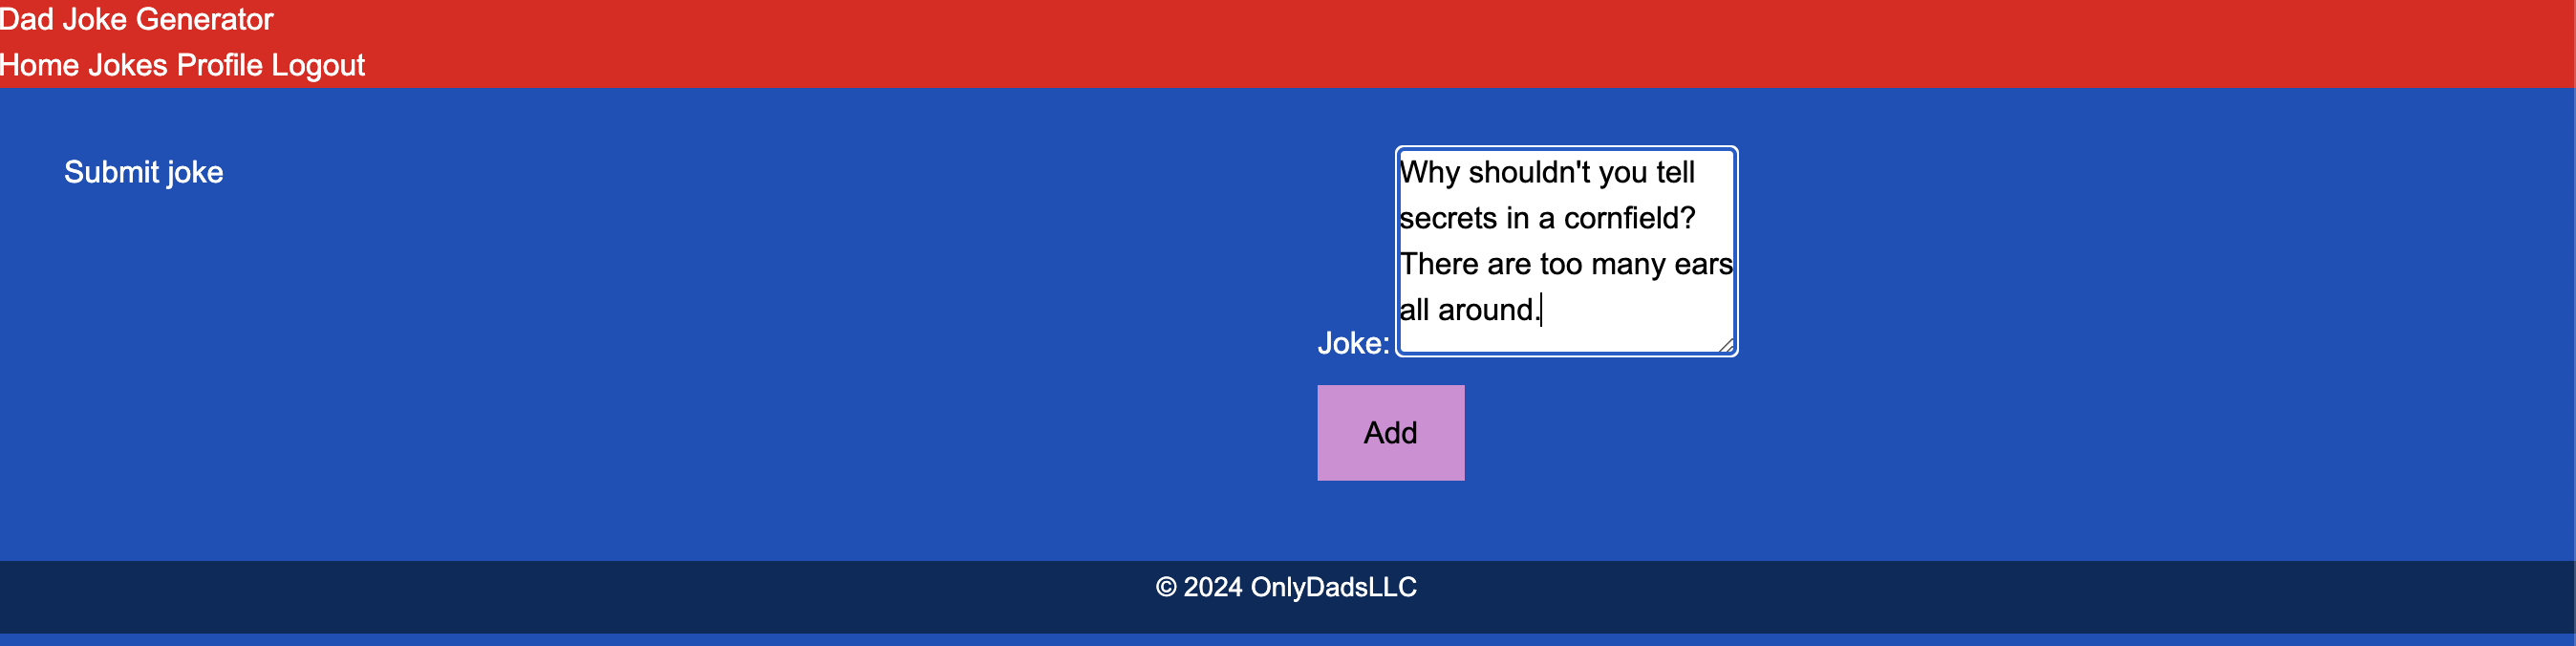 Dad Joke Generator
Home Jokes Profile Logout
Submit joke
Why shouldn't you tell
secrets in a cornfield?
There are too many ears
all around.
Joke:
Add
© 2024 OnlyDadsLLC